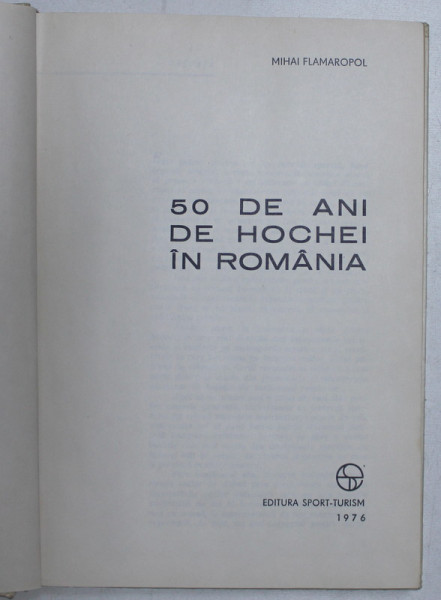 MIHAI FLAMAROPOL
50 DE ANI
DE HOCHEI
ÎN ROMÂNIA
EDITURA SPORT-TURISM
1976